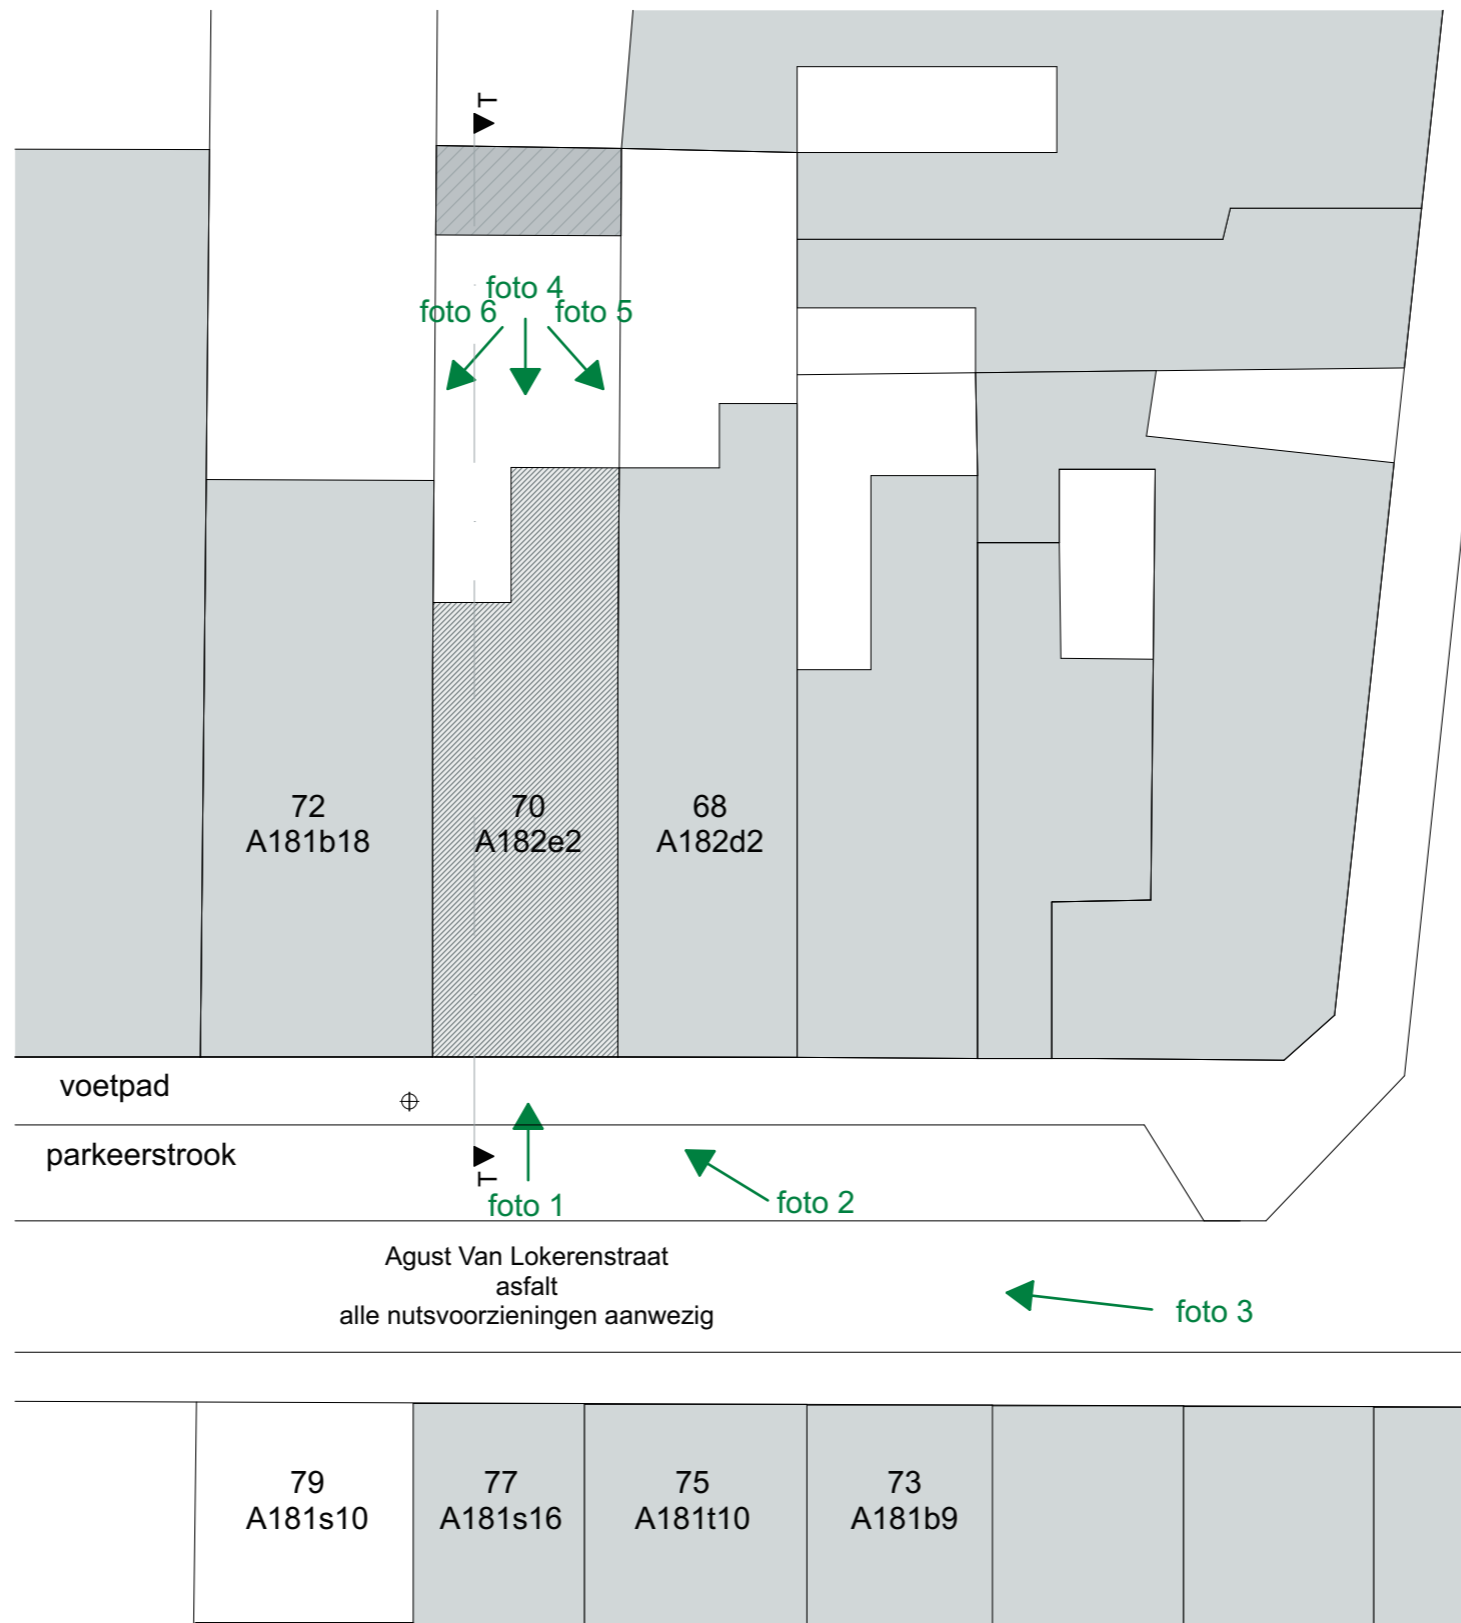 T
foto 4
foto 6
foto 5
72
A181b18
70
A182e2
68
A182d2
voetpad
parkeerstrook
T
foto 1
foto 2
Agust Van Lokerenstraat
asfalt
alle nutsvoorzieningen aanwezig
foto 3
79
A181s10
77
A181s16
75
A181t10
73
A181b9